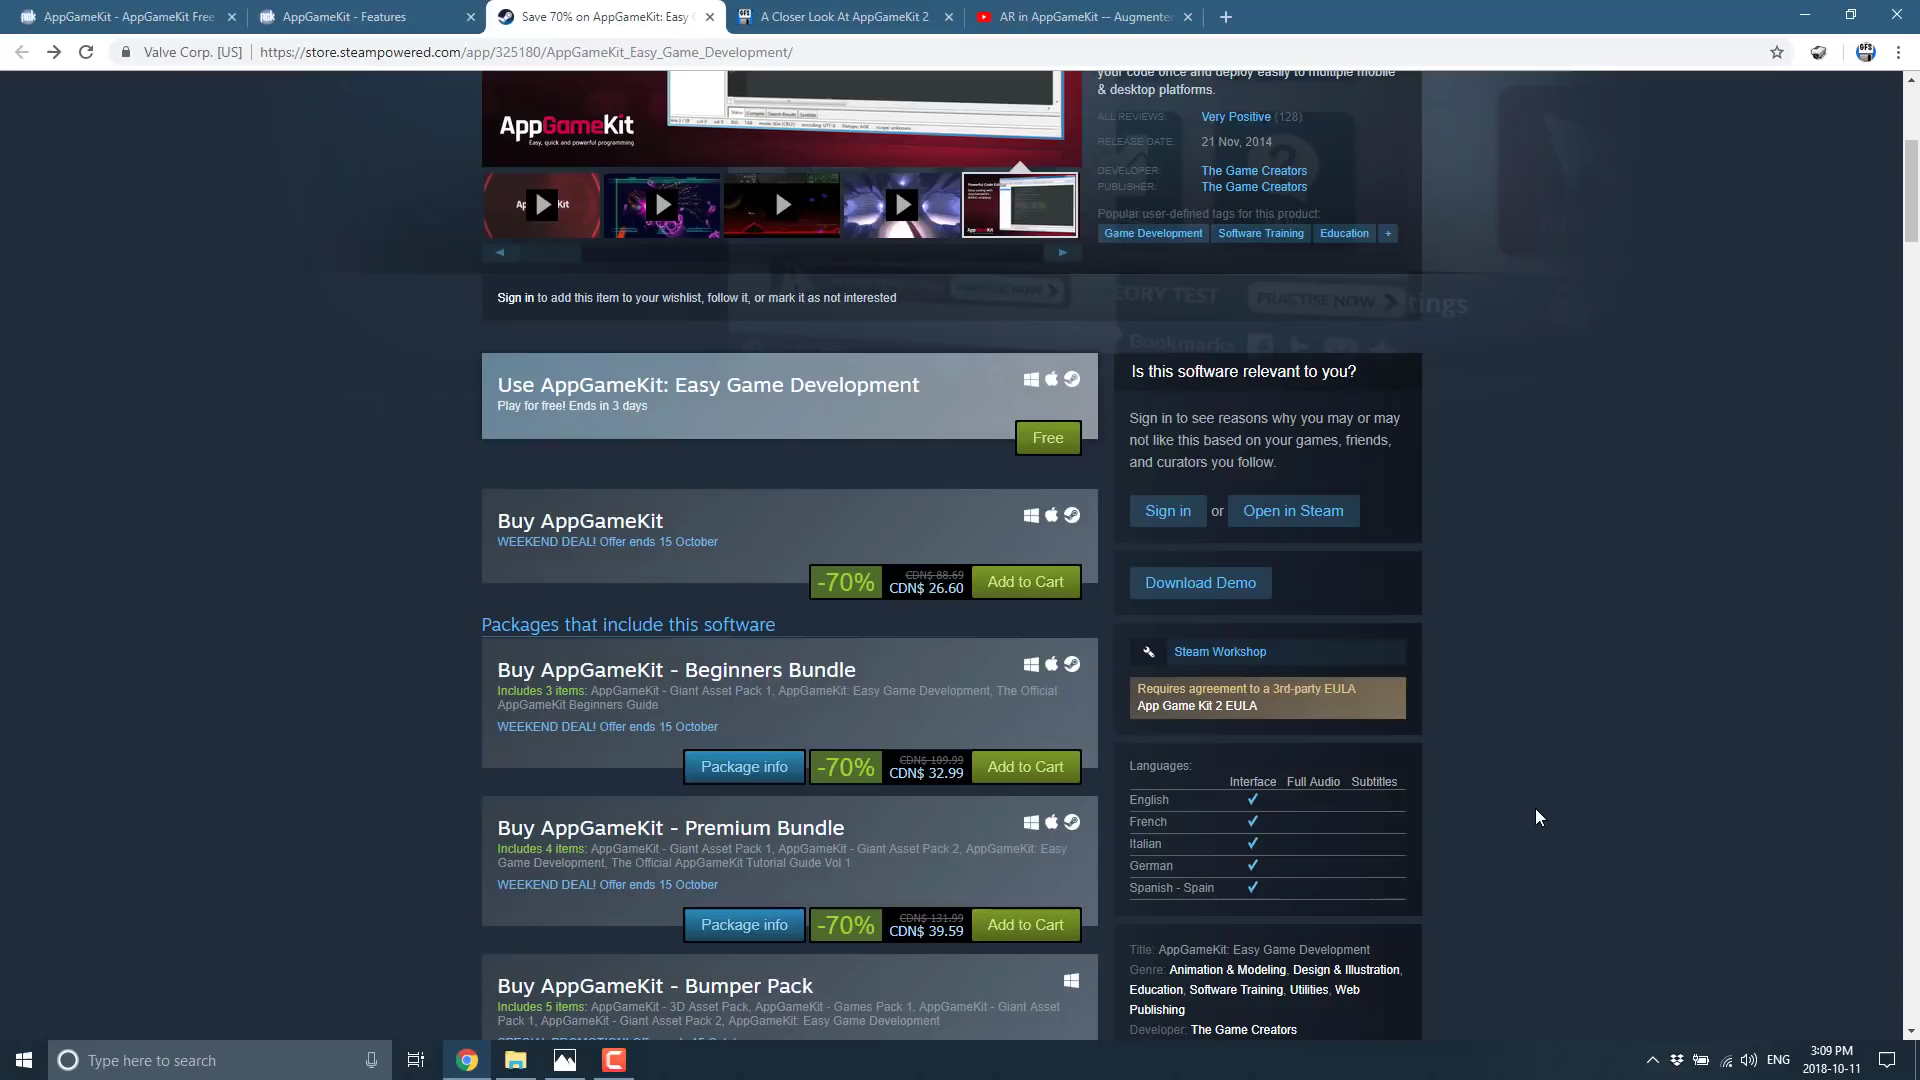 AppGameKit - AppGameKit Free
AppGameKit - Features
Save 70% on AppGameKit: Easy
A Closer Look At AppGameKit 2
AR in AppGameKit -- Augmente
Valve Corp. [US]
https://store.steampowered.com/app/325180/AppGameKit_Easy_Game_Development/
your code once and deploy easily to multiple mobile
& desktop platforms.
AppGameKit
Easy, quick and powerful programming
ALL REVIEWS: Very Positive (128)
RELEASE DATE: 21 Nov, 2014
DEVELOPER: The Game Creators
PUBLISHER: The Game Creators
Popular user-defined tags for this product:
Game Development Software Training Education +
Sign in to add this item to your wishlist, follow it, or mark it as not interested
ORY TEST
PRACTISE NOW
tings
Bookmarks
Use AppGameKit: Easy Game Development
Play for free! Ends in 3 days
Free
Buy AppGameKit
WEEKEND DEAL! Offer ends 15 October
-70% CDN$ 88.69 CDN$ 26.60 Add to Cart
Packages that include this software
Buy AppGameKit - Beginners Bundle
Includes 3 items: AppGameKit - Giant Asset Pack 1, AppGameKit: Easy Game Development, The Official
AppGameKit Beginners Guide
WEEKEND DEAL! Offer ends 15 October
Package info -70% CDN$ 109.99 CDN$ 32.99 Add to Cart
Buy AppGameKit - Premium Bundle
Includes 4 items: AppGameKit - Giant Asset Pack 1, AppGameKit - Giant Asset Pack 2, AppGameKit: Easy
Game Development, The Official AppGameKit Tutorial Guide Vol 1
WEEKEND DEAL! Offer ends 15 October
Package info -70% CDN$ 131.99 CDN$ 39.59 Add to Cart
Buy AppGameKit - Bumper Pack
Includes 5 items: AppGameKit - 3D Asset Pack, AppGameKit - Games Pack 1, AppGameKit - Giant Asset
Pack 1, AppGameKit - Giant Asset Pack 2, AppGameKit: Easy Game Development
SPECIAL PROMOTION! Offer ends 15 October
Is this software relevant to you?
Sign in to see reasons why you may or may
not like this based on your games, friends,
and curators you follow.
Sign in or Open in Steam
Download Demo
Steam Workshop
Requires agreement to a 3rd-party EULA
App Game Kit 2 EULA
Languages:
Interface Full Audio Subtitles
English
French
Italian
German
Spanish - Spain
Title: AppGameKit: Easy Game Development
Genre: Animation & Modeling, Design & Illustration,
Education, Software Training, Utilities, Web
Publishing
Developer: The Game Creators
Type here to search
ENG
3:09 PM
2018-10-11